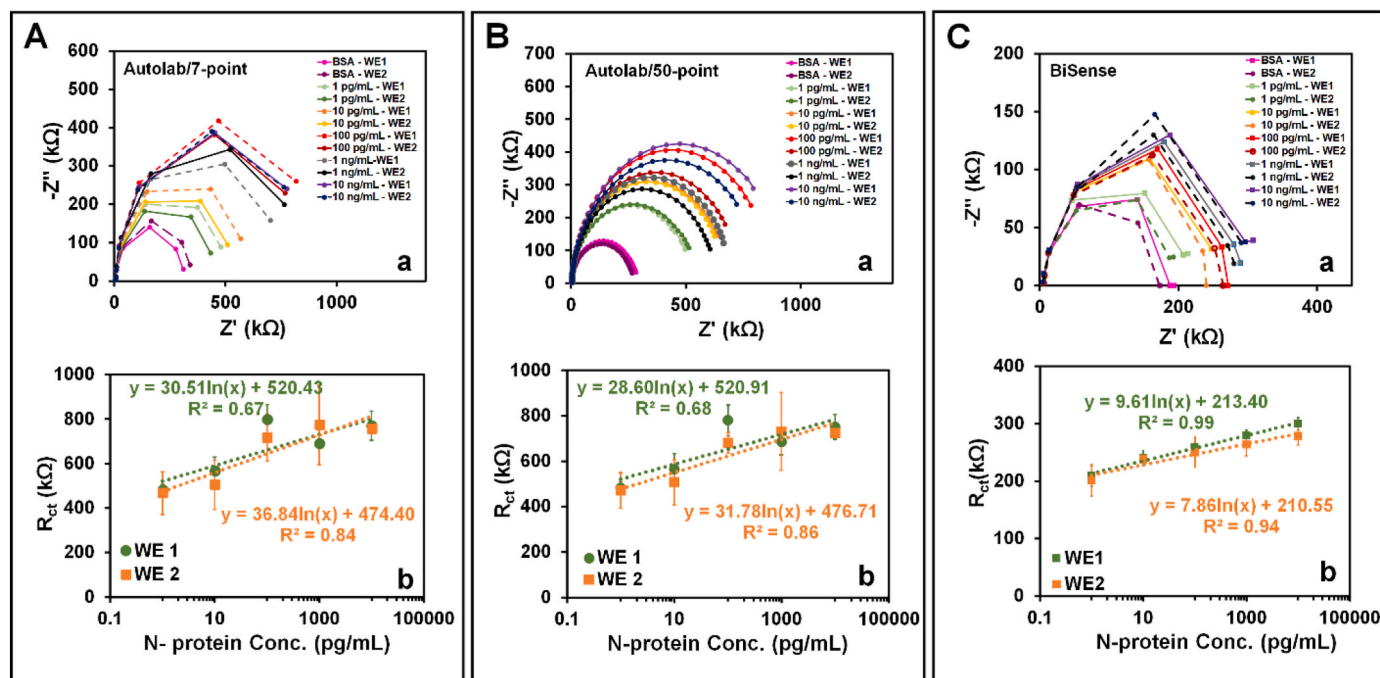 A
Autolab/7-point
-Z'' (kΩ)
600
500
400
300
200
100
0
0
500
1000
Z' (kΩ)
BSA - WE1
BSA - WE2
1 pg/mL - WE1
1 pg/mL - WE2
10 pg/mL - WE1
10 pg/mL - WE2
100 pg/mL - WE1
100 pg/mL - WE2
1 ng/mL-WE1
1 ng/mL - WE2
10 ng/mL - WE1
10 ng/mL - WE2
a
Rct (kΩ)
1000
800
600
400
200
0
y = 30.51ln(x) + 520.43
R² = 0.67
y = 36.84ln(x) + 474.40
R² = 0.84
WE 1
WE 2
b
0.1
10
1000
100000
N- protein Conc. (pg/mL)
B
Autolab/50-point
-Z'' (kΩ)
700
600
500
400
300
200
100
0
0
500
1000
Z' (kΩ)
BSA - WE1
BSA - WE2
1 pg/mL - WE1
1 pg/mL - WE2
10 pg/mL - WE1
10 pg/mL - WE2
100 pg/mL - WE1
100 pg/mL - WE2
1 ng/mL - WE1
1 ng/mL - WE2
10 ng/mL - WE1
10 ng/mL - WE2
a
Rct (kΩ)
1000
800
600
400
200
0
y = 28.60ln(x) + 520.91
R² = 0.68
y = 31.78ln(x) + 476.71
R² = 0.86
WE 1
WE 2
b
0.1
10
1000
100000
N-protein Conc. (pg/mL)
C
BiSense
-Z'' (kΩ)
200
150
100
50
0
0
200
400
Z' (kΩ)
BSA - WE1
BSA - WE2
1 pg/mL - WE1
1 pg/mL - WE2
10 pg/mL - WE1
10 pg/mL - WE2
100 pg/mL - WE1
100 pg/mL - WE2
1 ng/mL - WE1
1 ng/mL - WE2
10 ng/mL - WE1
10 ng/mL - WE2
a
Rct(kΩ)
400
300
200
100
0
y = 9.61ln(x) + 213.40
R² = 0.99
y = 7.86ln(x) + 210.55
R² = 0.94
WE1
WE2
b
0.1
10
1000
100000
N-protein Conc. (pg/mL)